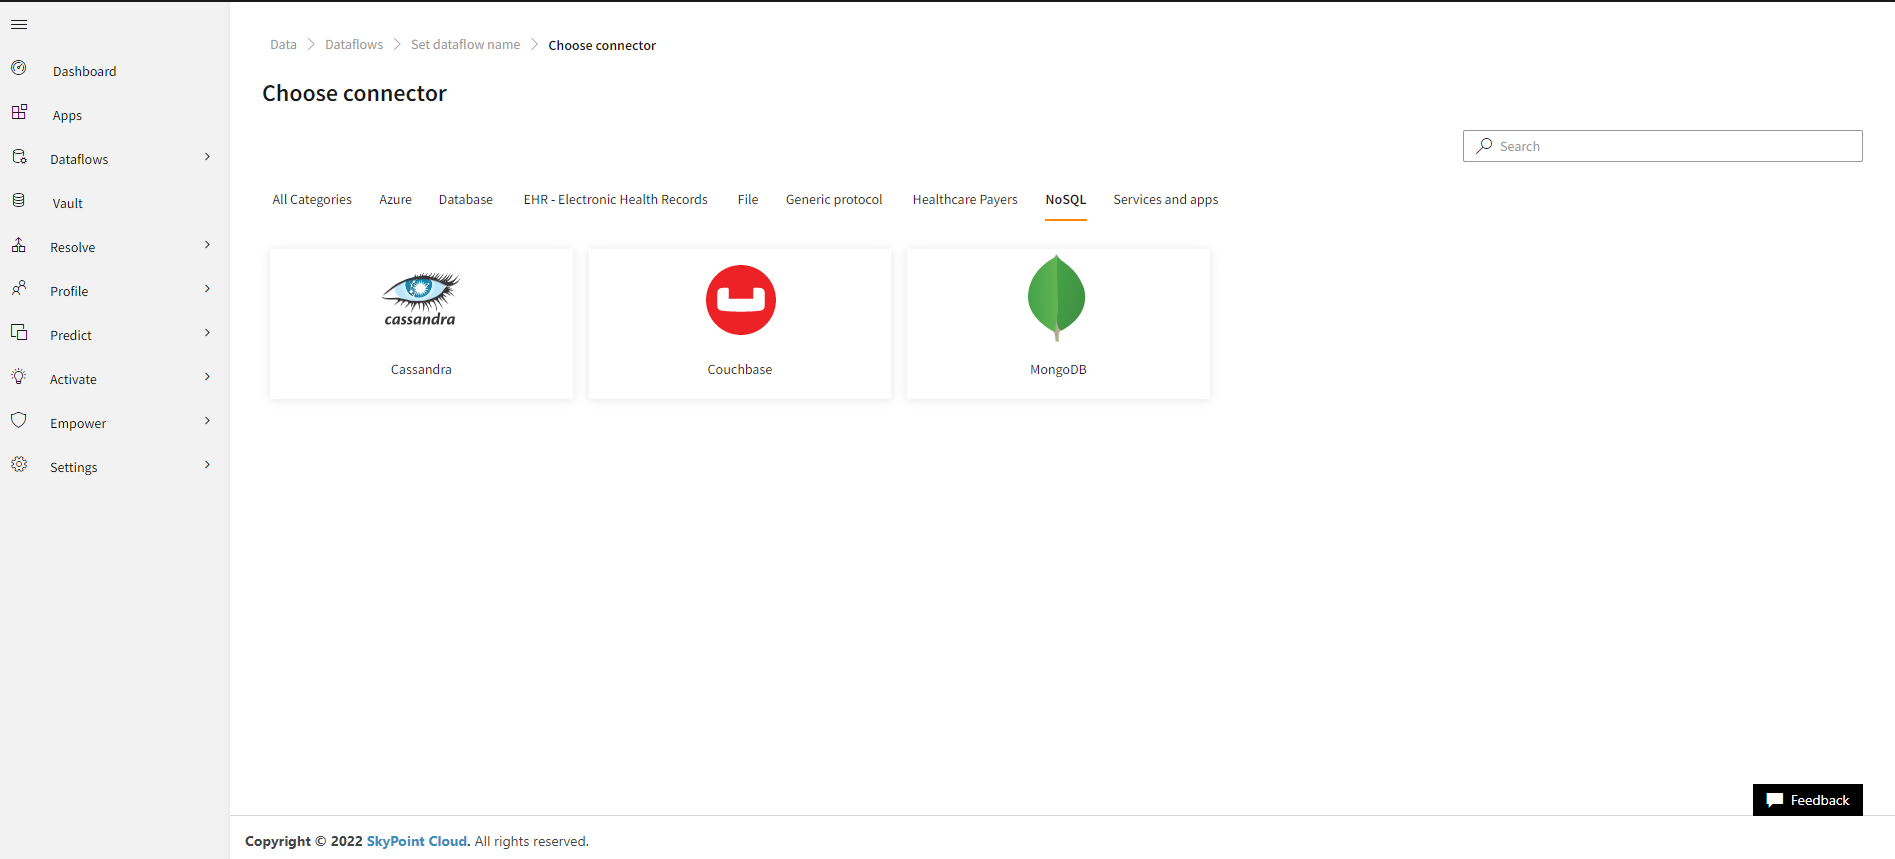 Data Dataflows Set dataflow name Choose connector
Choose connector
Search
Dashboard
Apps
Dataflows
Vault
Resolve
Profile
Predict
Activate
Empower
Settings
All Categories Azure Database EHR - Electronic Health Records File Generic protocol Healthcare Payers NoSQL Services and apps
cassandra
Cassandra
Couchbase
MongoDB
Feedback
Copyright © 2022 SkyPoint Cloud. All rights reserved.